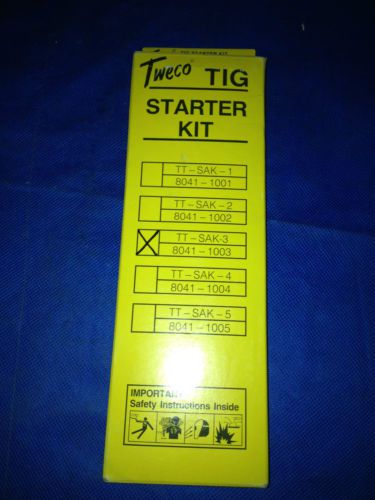 TIG STARTER KIT
Tweco TIG
STARTER
KIT
TT-SAK-1
8041-1001
TT-SAK-2
8041-1002
TT-SAK-3
8041-1003
TT-SAK-4
8041-1004
TT-SAK-5
8041-1005
IMPORTANT
Safety Instructions Inside